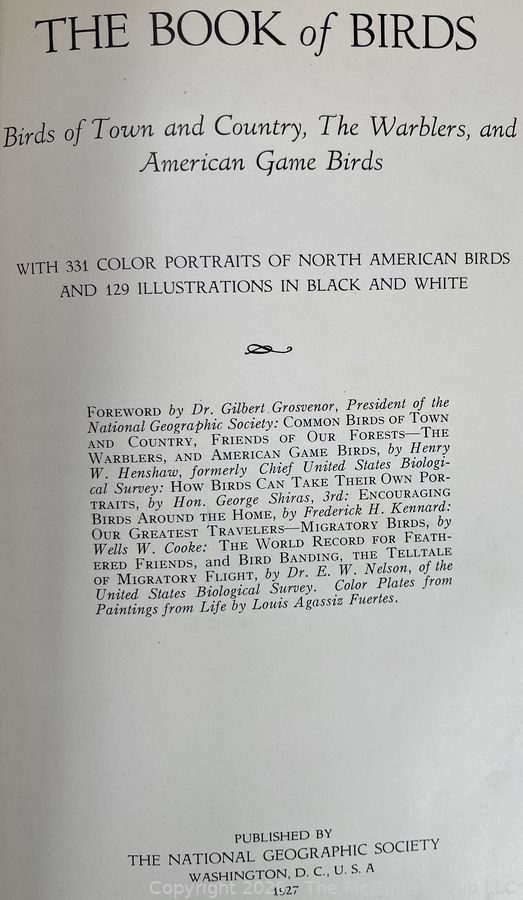 THE BOOK of BIRDS
Birds of Town and Country, The Warblers, and
American Game Birds
WITH 331 COLOR PORTRAITS OF NORTH AMERICAN BIRDS
AND 129 ILLUSTRATIONS IN BLACK AND WHITE
FOREWORD by Dr. Gilbert Grosvenor, President of the
National Geographic Society: COMMON BIRDS OF TOWN
AND COUNTRY, FRIENDS OF OUR FORESTS—THE
WARBLERS, AND AMERICAN GAME BIRDS, by Henry
W. Henshaw, formerly Chief United States Biologi-
cal Survey: HOW BIRDS CAN TAKE THEIR OWN POR-
TRAITS, by Hon. George Shiras, 3rd: ENCOURAGING
BIRDS AROUND THE HOME, by Frederick H. Kennard:
OUR GREATEST TRAVELERS—MIGRATORY BIRDS, by
Wells W. Cooke: THE WORLD RECORD FOR FEATH-
ERED FRIENDS, and BIRD BANDING, THE TELLTALE
OF MIGRATORY FLIGHT, by Dr. E. W. Nelson, of the
United States Biological Survey. Color Plates from
Paintings from Life by Louis Agassiz Fuertes.
PUBLISHED BY
THE NATIONAL GEOGRAPHIC SOCIETY
WASHINGTON, D. C., U. S. A
1927
Copyright The McGuire Group LLC